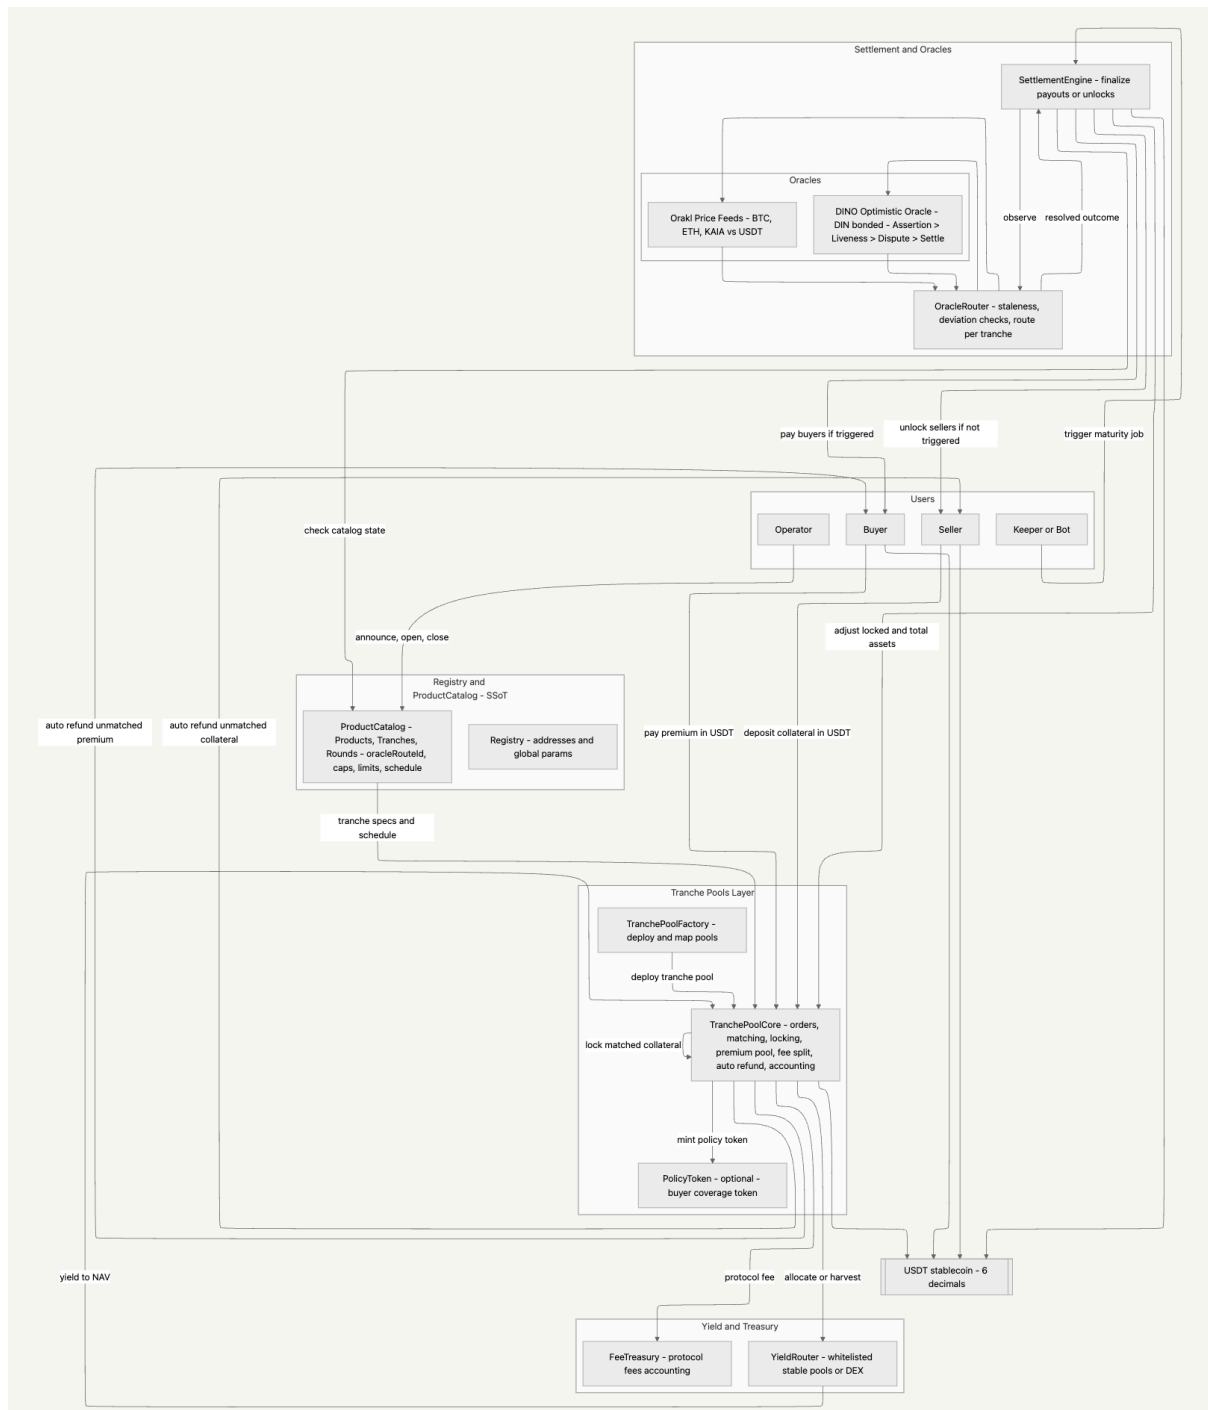 Settlement and Oracles
SettlementEngine - finalize
payouts or unlocks
Oracles
Orakl Price Feeds - BTC,
ETH, KAIA vs USDT
DINO Optimistic Oracle -
DIN bonded - Assertion >
Liveness > Dispute > Settle
observe
resolved outcome
OracleRouter - staleness,
deviation checks, route
per tranche
pay buyers if triggered
unlock sellers if not
triggered
trigger maturity job
Users
Operator
Buyer
Seller
Keeper or Bot
check catalog state
announce, open, close
adjust locked and total
assets
Registry and
ProductCatalog - SSoT
ProductCatalog -
Products, Tranches,
Rounds - oracleRouteId,
caps, limits, schedule
Registry - addresses and
global params
auto refund unmatched
premium
auto refund unmatched
collateral
pay premium in USDT
deposit collateral in USDT
tranche specs and
schedule
Tranche Pools Layer
TranchePoolFactory -
deploy and map pools
deploy tranche pool
TranchePoolCore - orders,
matching, locking,
premium pool, fee split,
auto refund, accounting
lock matched collateral
mint policy token
PolicyToken - optional -
buyer coverage token
yield to NAV
protocol fee
allocate or harvest
USDT stablecoin - 6
decimals
Yield and Treasury
FeeTreasury - protocol
fees accounting
YieldRouter - whitelisted
stable pools or DEX